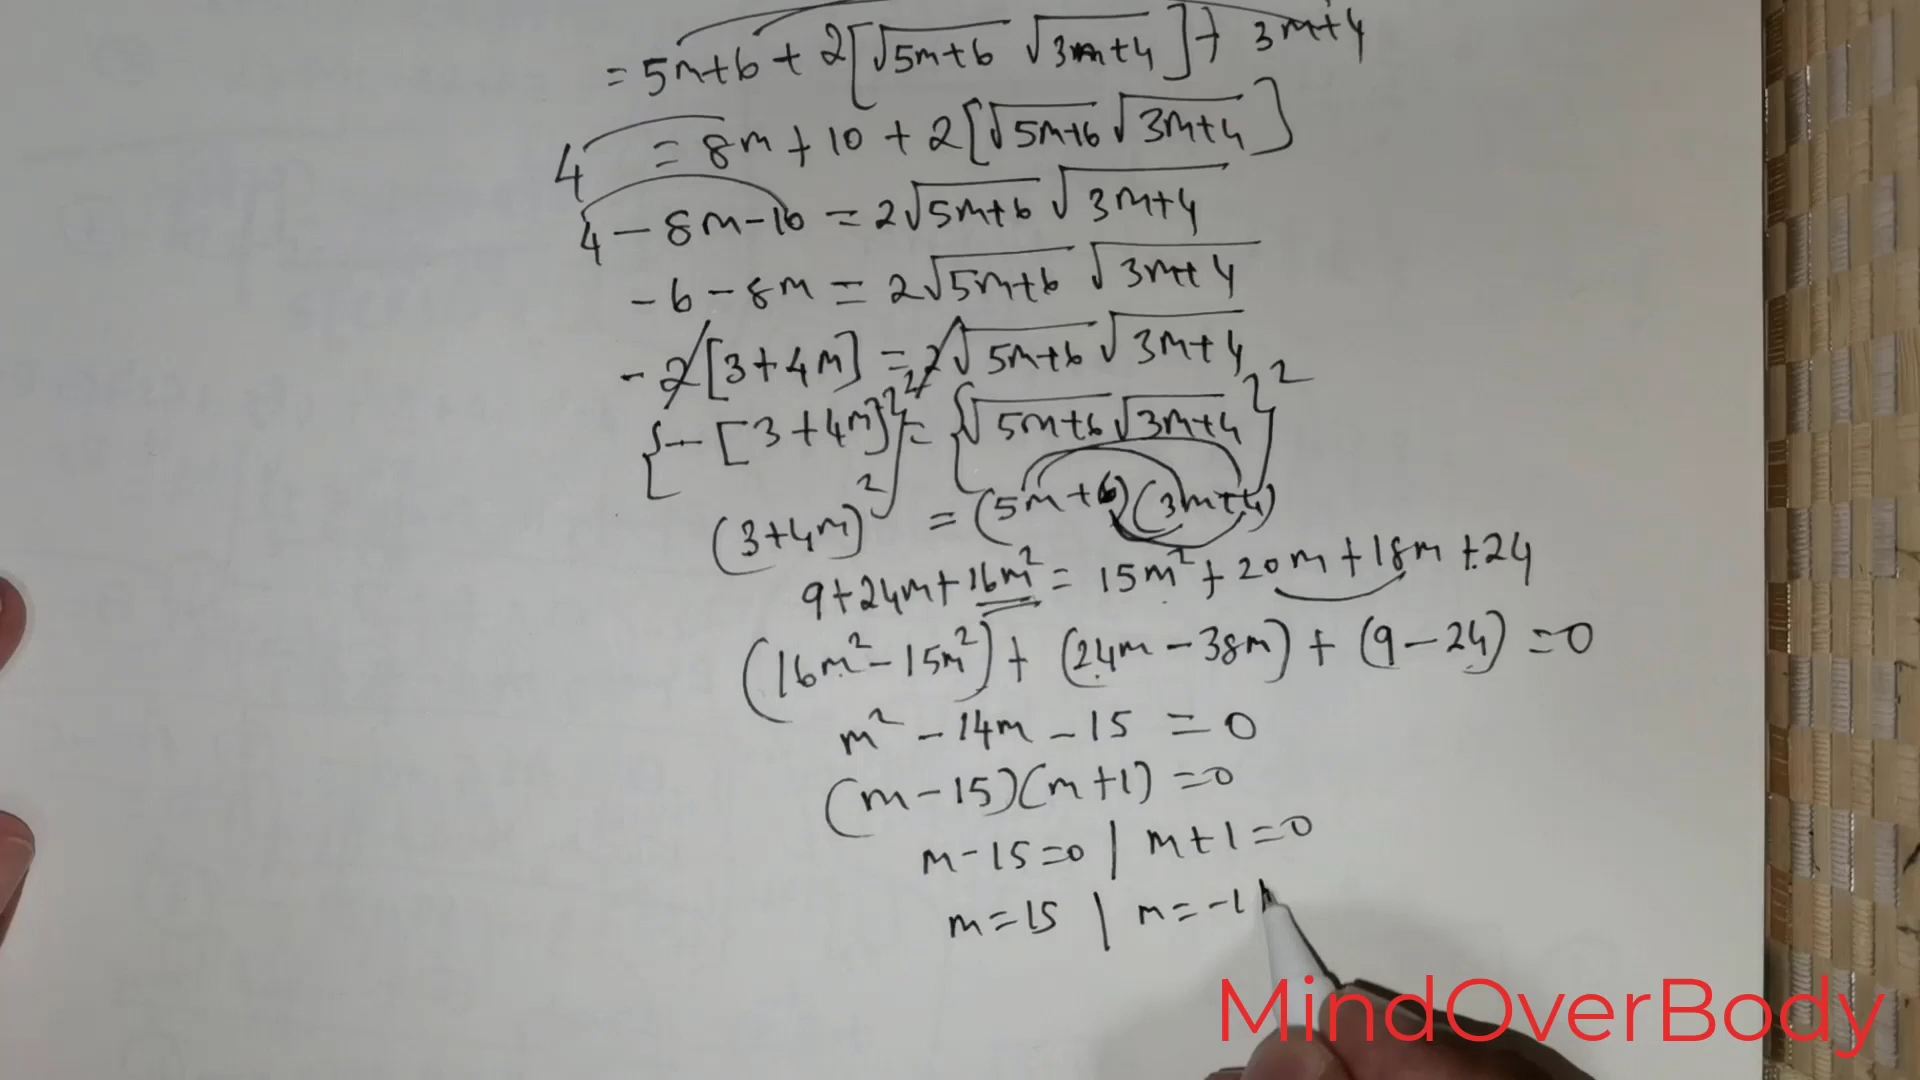 = 5m+6 + 2[√5m+6 √3m+4] + 3m+4
4 = 8m + 10 + 2[√5m+6 √3m+4]
4 - 8m - 10 = 2√5m+6 √3m+4
- 6 - 8m = 2√5m+6 √3m+4
- 2[3+4m] = 2√5m+6 √3m+4
{- [3+4m]}² = {√5m+6 √3m+4}²
(3+4m)² = (5m+6)(3m+4)
9+24m+16m² = 15m²+20m+18m+24
(16m²-15m²) + (24m-38m) + (9-24) = 0
m² - 14m - 15 = 0
(m-15)(m+1) = 0
m-15=0 | m+1=0
m=15 | m=-1
MindOverBody